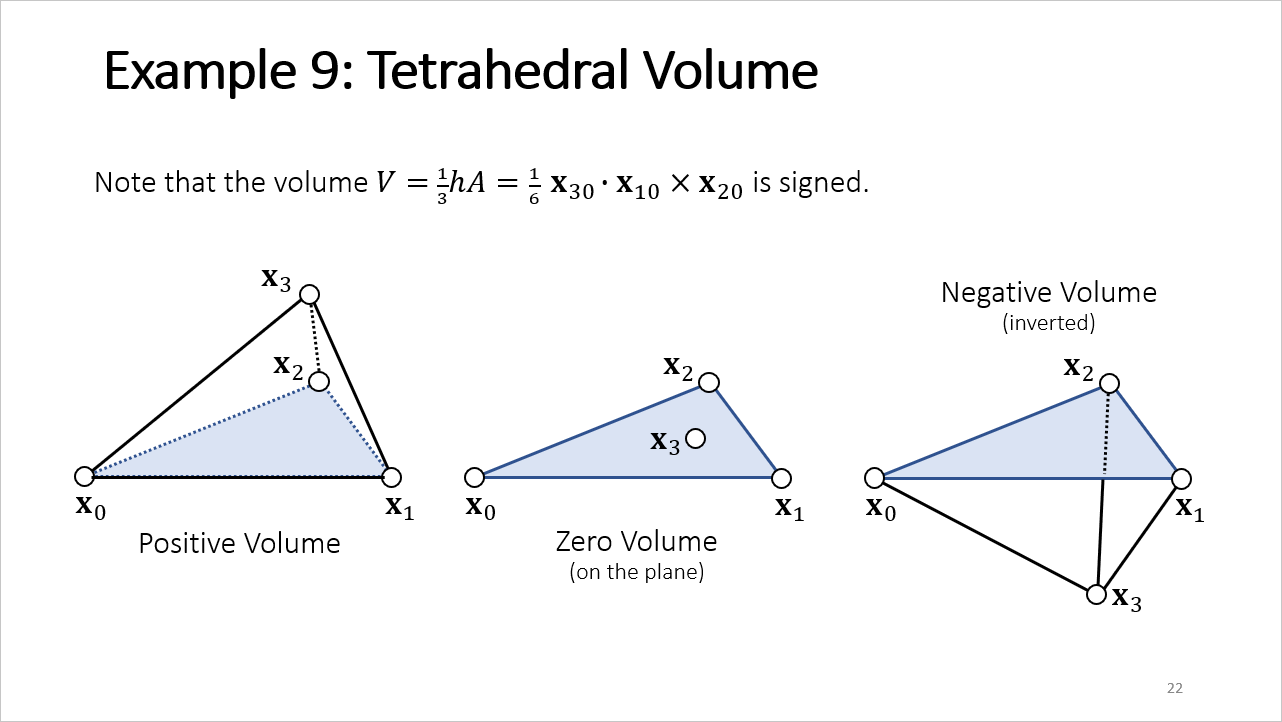 Example 9: Tetrahedral Volume
Note that the volume V = 1/3 hA = 1/6 x₃₀ · x₁₀ × x₂₀ is signed.
x₃
x₂
x₀
x₁
Positive Volume
x₂
x₃
x₀
x₁
Zero Volume
(on the plane)
Negative Volume
(inverted)
x₂
x₀
x₁
x₃
22